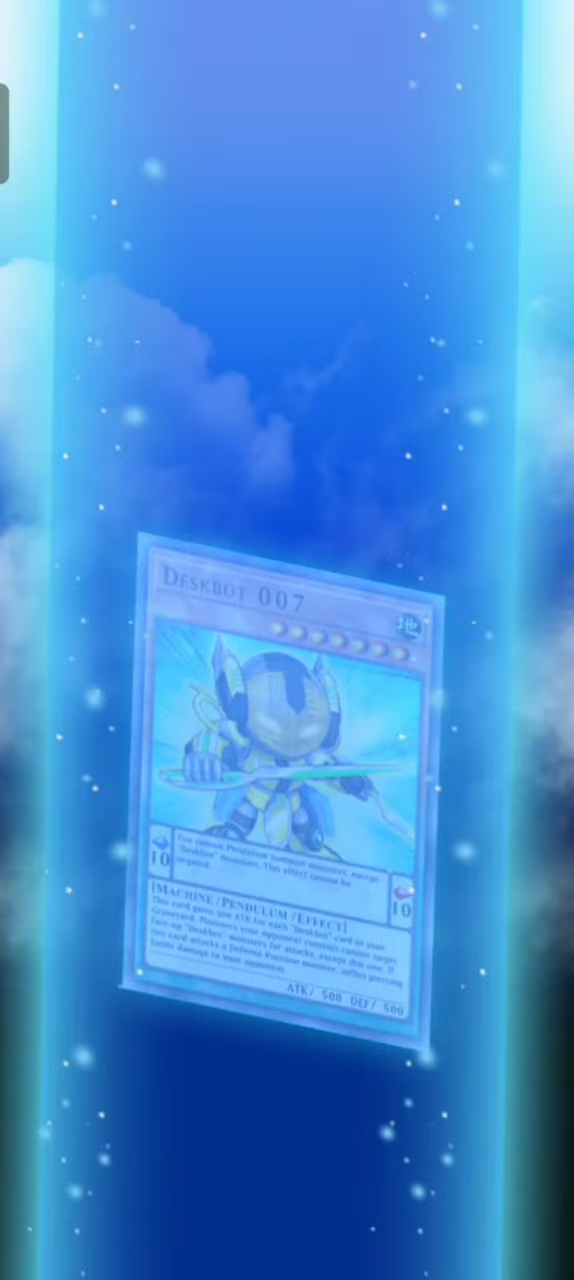 DESKBOT 007
地
You cannot Pendulum Summon monsters, except
"Deskbot" monsters. This effect cannot be
negated.
10
10
[MACHINE / PENDULUM / EFFECT]
This card gains 500 ATK for each "Deskbot" card in your
Graveyard. Monsters your opponent controls cannot target
face-up "Deskbot" monsters for attacks, except this one. If
this card attacks a Defense Position monster, inflict piercing
battle damage to your opponent.
ATK/ 500 DEF/ 500